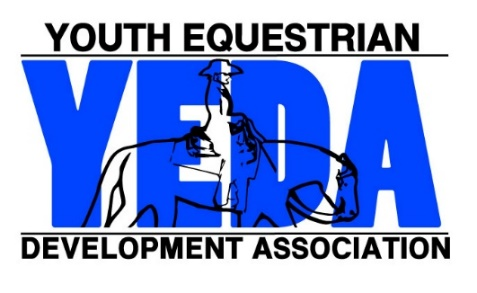 YOUTH EQUESTRIAN
YEDA
DEVELOPMENT ASSOCIATION